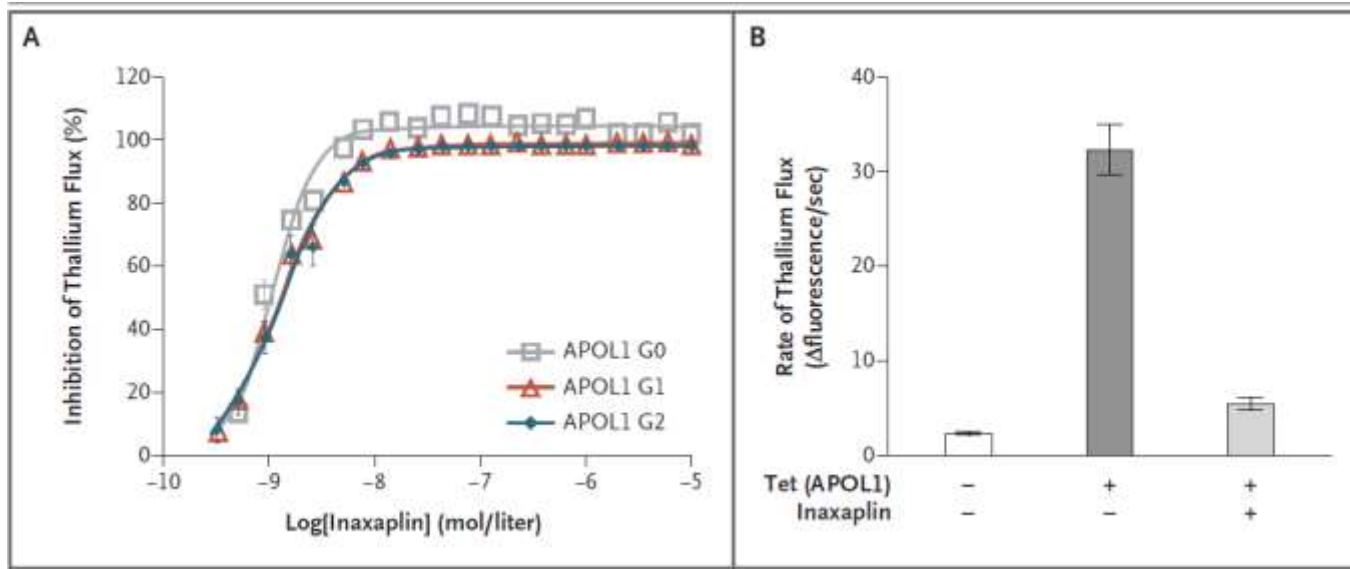 A
Inhibition of Thallium Flux (%)
120
100
80
60
40
20
0
−10
−9
−8
−7
−6
−5
Log[Inaxaplin] (mol/liter)
APOL1 G0
APOL1 G1
APOL1 G2
B
Rate of Thallium Flux
(Δfluorescence/sec)
40
30
20
10
0
Tet (APOL1) − + +
Inaxaplin − − +